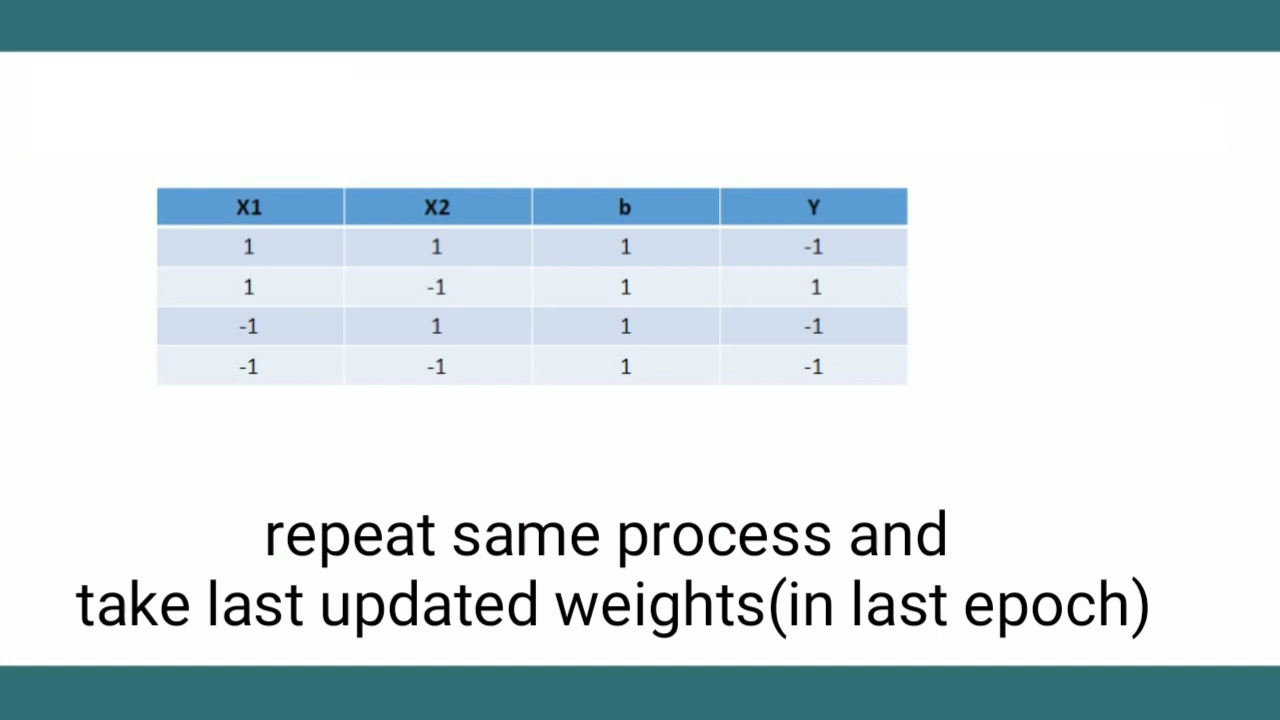 X1 X2 b Y
1 1 1 -1
1 -1 1 1
-1 1 1 -1
-1 -1 1 -1
repeat same process and
take last updated weights(in last epoch)